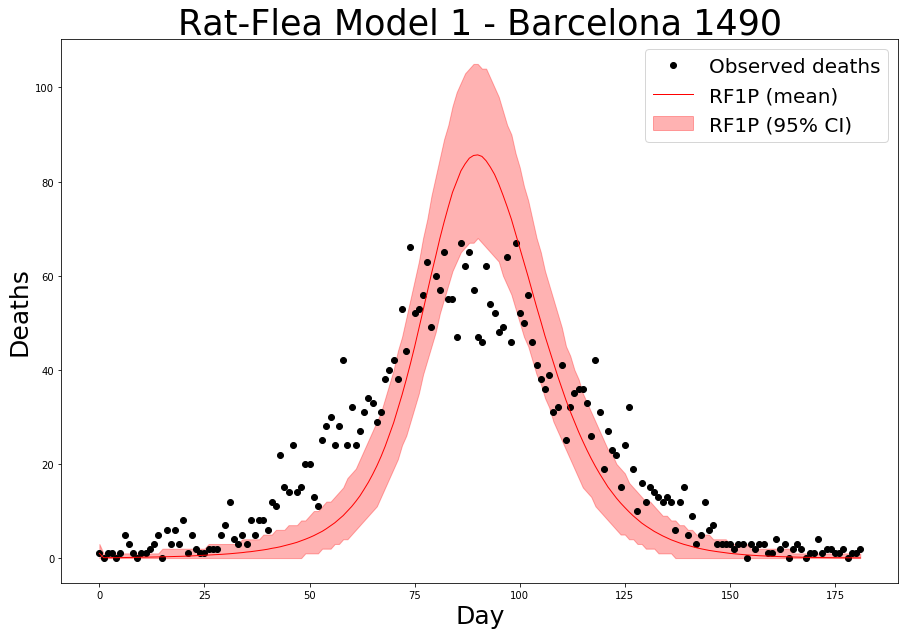 Rat-Flea Model 1 - Barcelona 1490
Observed deaths
RF1P (mean)
RF1P (95% CI)
100
80
60
40
20
0
Deaths
0 25 50 75 100 125 150 175
Day